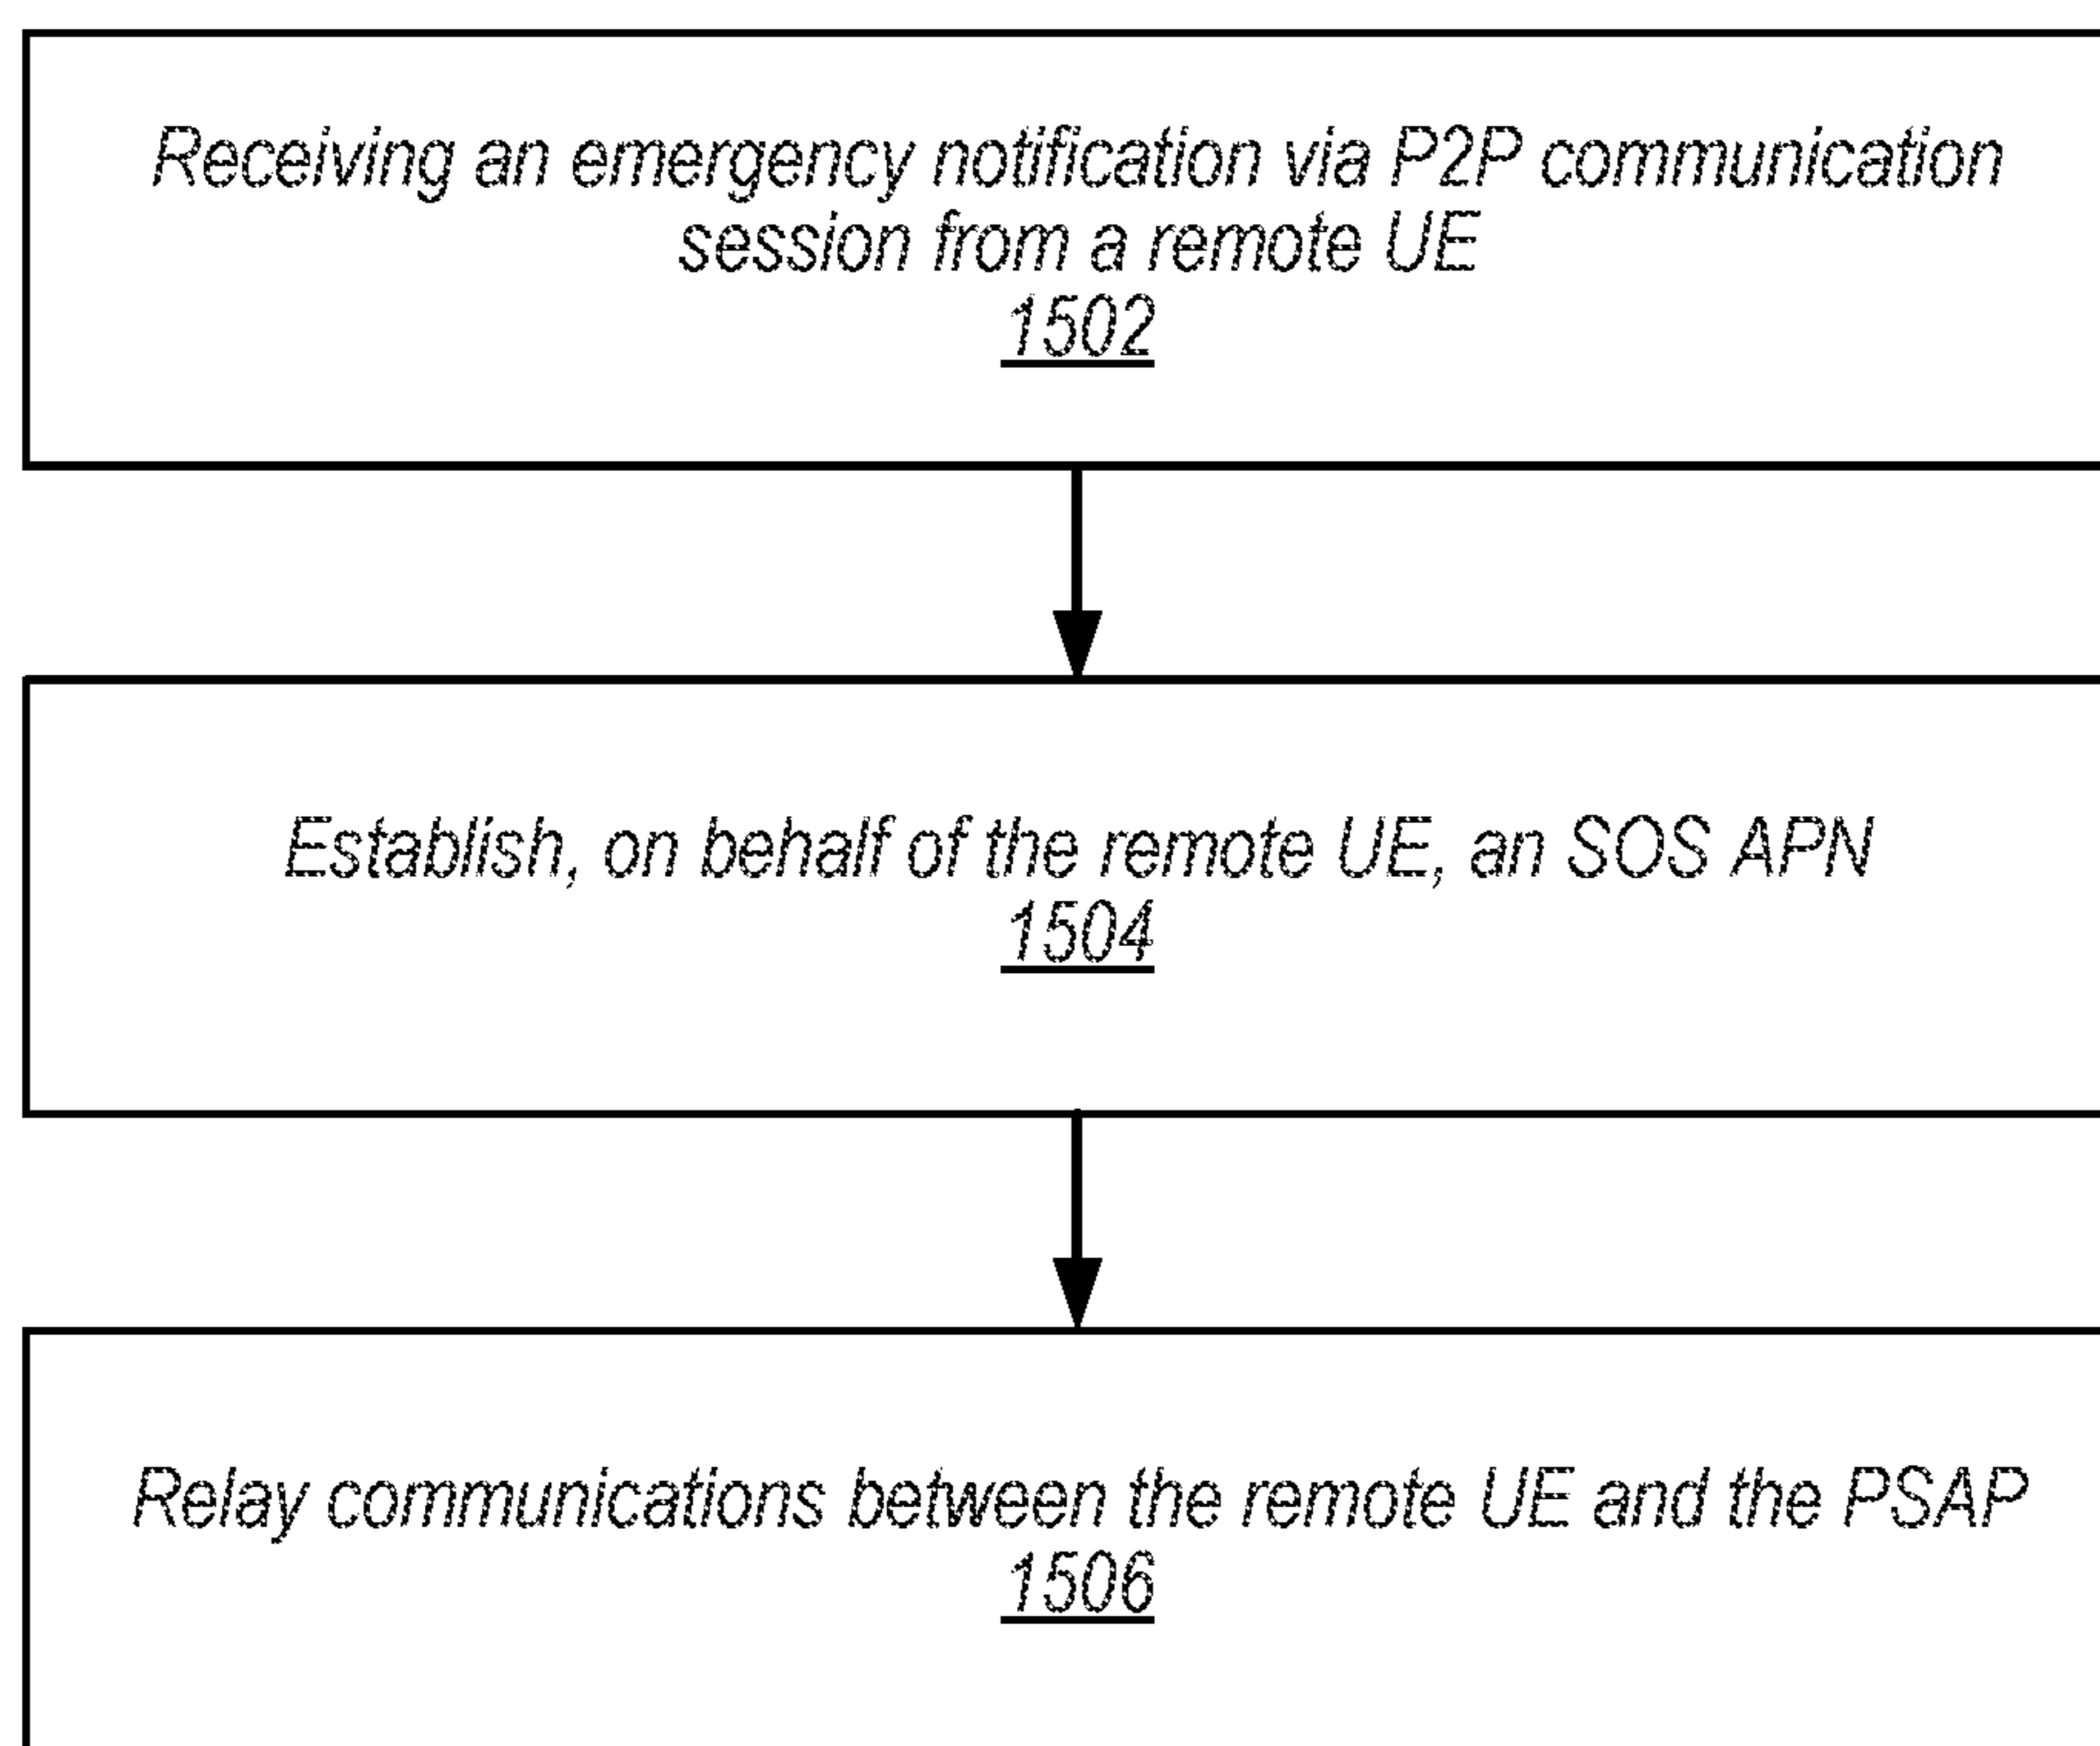 Receiving an emergency notification via P2P communication
session from a remote UE
1502
Establish, on behalf of the remote UE, an SOS APN
1504
Relay communications between the remote UE and the PSAP
1506